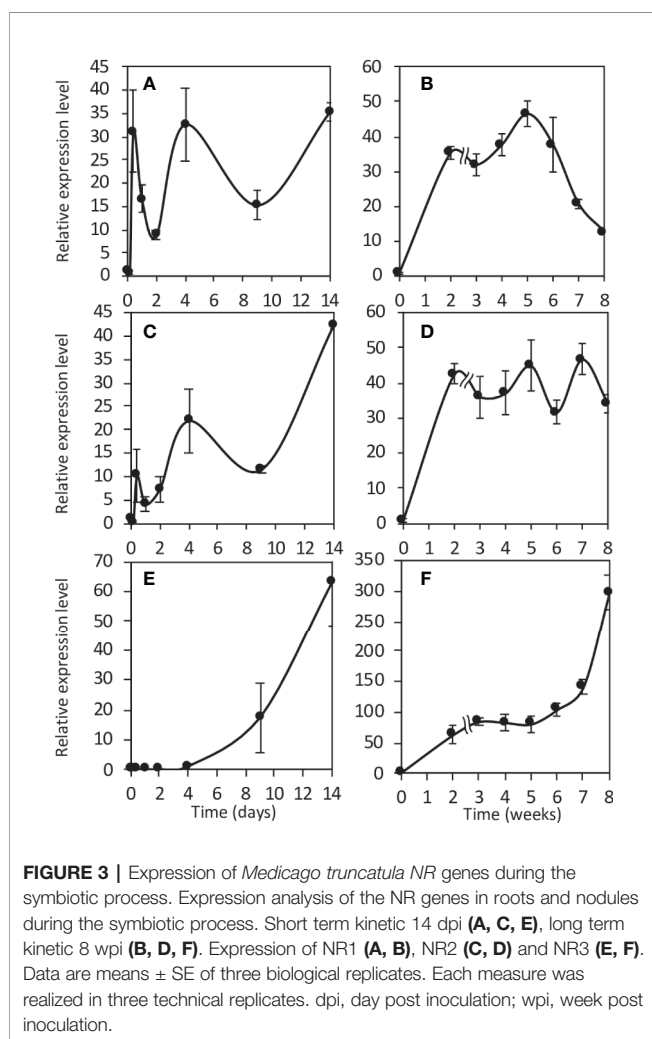 A
B
Relative expression level
45
40
35
30
25
20
15
10
5
0
0 2 4 6 8 10 12 14
60
50
40
30
20
10
0
0 1 2 3 4 5 6 7 8
C
D
Relative expression level
45
40
35
30
25
20
15
10
5
0
0 2 4 6 8 10 12 14
60
50
40
30
20
10
0
0 1 2 3 4 5 6 7 8
E
F
Relative expression level
70
60
50
40
30
20
10
0
0 2 4 6 8 10 12 14
Time (days)
350
300
250
200
150
100
50
0
0 1 2 3 4 5 6 7 8
Time (weeks)
FIGURE 3 | Expression of Medicago truncatula NR genes during the
symbiotic process. Expression analysis of the NR genes in roots and nodules
during the symbiotic process. Short term kinetic 14 dpi (A, C, E), long term
kinetic 8 wpi (B, D, F). Expression of NR1 (A, B), NR2 (C, D) and NR3 (E, F).
Data are means ± SE of three biological replicates. Each measure was
realized in three technical replicates. dpi, day post inoculation; wpi, week post
inoculation.